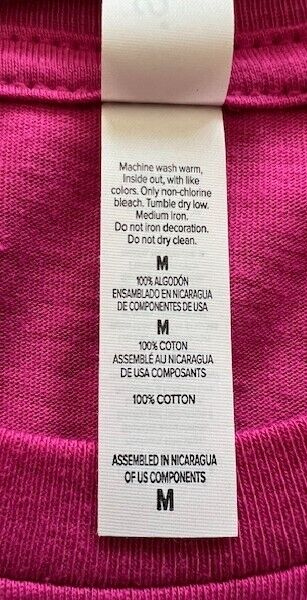 Machine wash warm,
Inside out, with like
colors. Only non-chlorine
bleach. Tumble dry low.
Medium iron.
Do not iron decoration.
Do not dry clean.
M
100% ALGODÓN
ENSAMBLADO EN NICARAGUA
DE COMPONENTES DE USA
M
100% COTON
ASSEMBLÉ AU NICARAGUA
DE USA COMPOSANTS
100% COTTON
ASSEMBLED IN NICARAGUA
OF US COMPONENTS
M